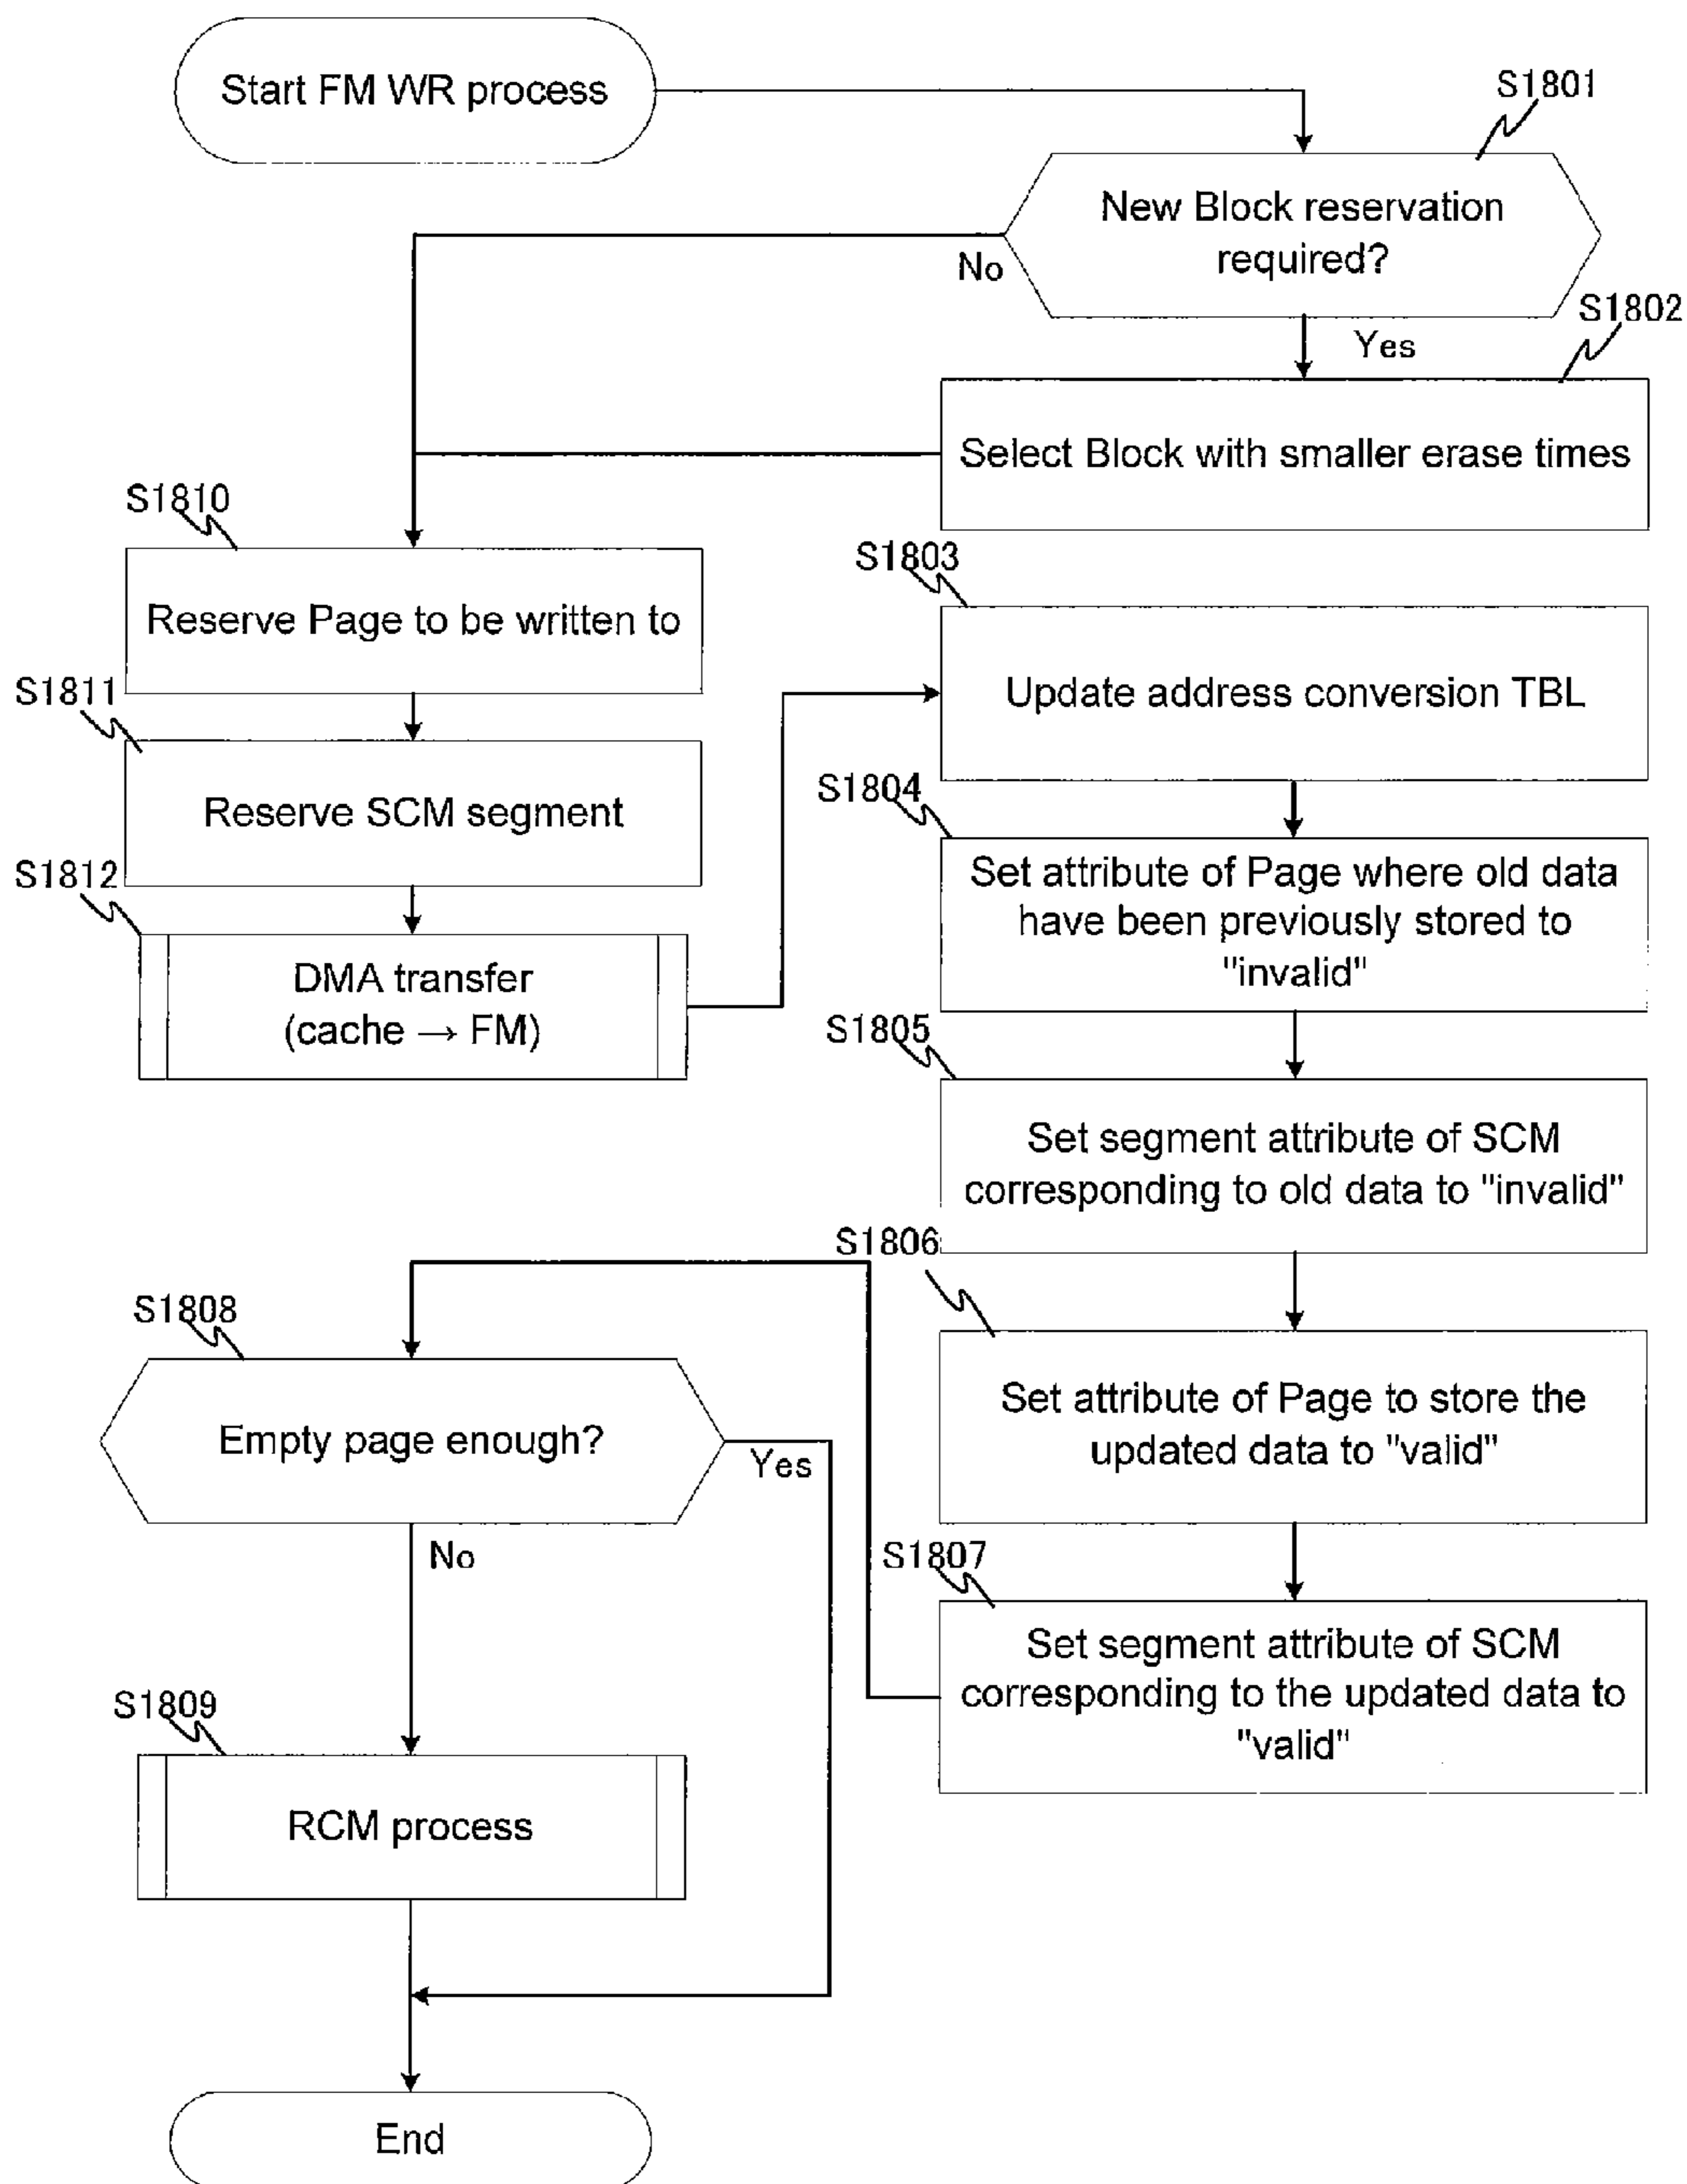 Start FM WR process
S1801
New Block reservation
required?
No
Yes
S1802
Select Block with smaller erase times
S1810
Reserve Page to be written to
S1811
Reserve SCM segment
S1812
DMA transfer
(cache → FM)
S1803
Update address conversion TBL
S1804
Set attribute of Page where old data
have been previously stored to
"invalid"
S1805
Set segment attribute of SCM
corresponding to old data to "invalid"
S1806
Set attribute of Page to store the
updated data to "valid"
S1807
Set segment attribute of SCM
corresponding to the updated data to
"valid"
S1808
Empty page enough?
Yes
No
S1809
RCM process
End